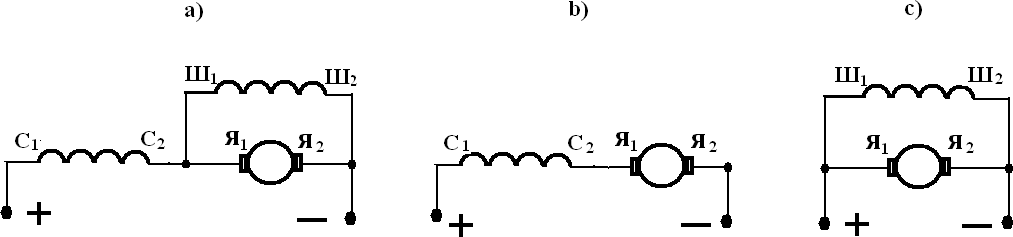 a) b) c)
Ш₁ Ш₂ Ш₁ Ш₂
С₁ С₂ Я₁ Я₂ С₁ С₂ Я₁ Я₂ Я₁ Я₂
+ — + — + —